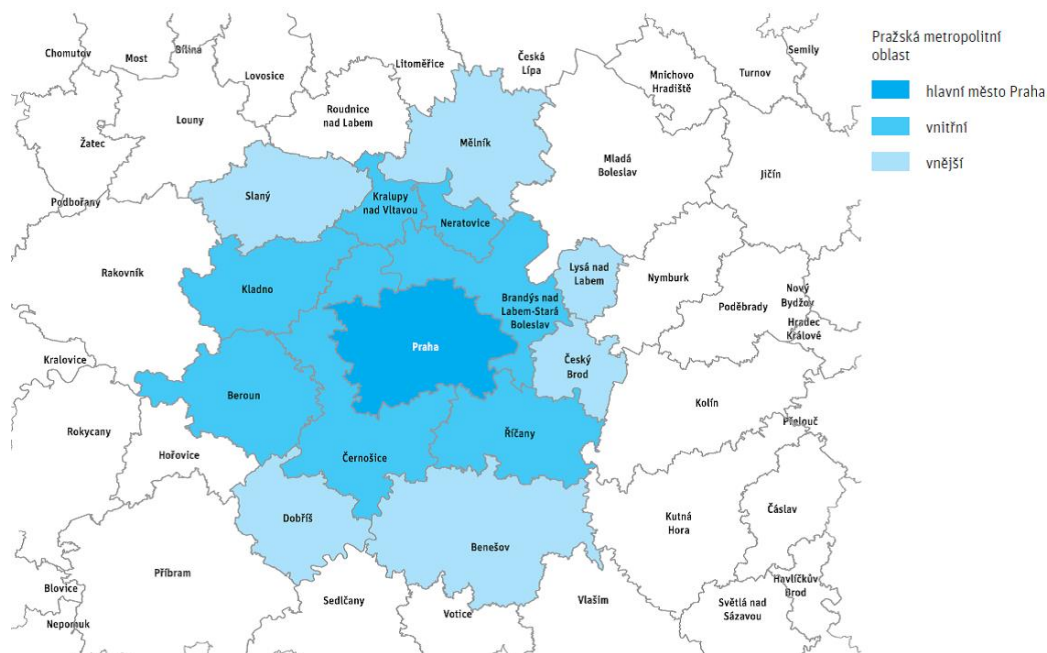 Chomutov
Most
Bílina
Lovosice
Litoměřice
Česká
Lípa
Mnichovo
Hradiště
Turnov
Semily
Pražská metropolitní
oblast
hlavní město Praha
vnitřní
vnější
Louny
Roudnice
nad Labem
Žatec
Mělník
Mladá
Boleslav
Jičín
Podbořany
Slaný
Kralupy
nad Vltavou
Neratovice
Rakovník
Kladno
Lysá nad
Labem
Nymburk
Brandýs nad
Labem-Stará
Boleslav
Poděbrady
Nový
Bydžov
Hradec
Králové
Praha
Kralovice
Český
Brod
Beroun
Kolín
Přelouč
Rokycany
Hořovice
Černošice
Říčany
Dobříš
Benešov
Kutná
Hora
Čáslav
Příbram
Blovice
Nepomuk
Sedlčany
Votice
Vlašim
Světlá nad
Sázavou
Havlíčkův
Brod